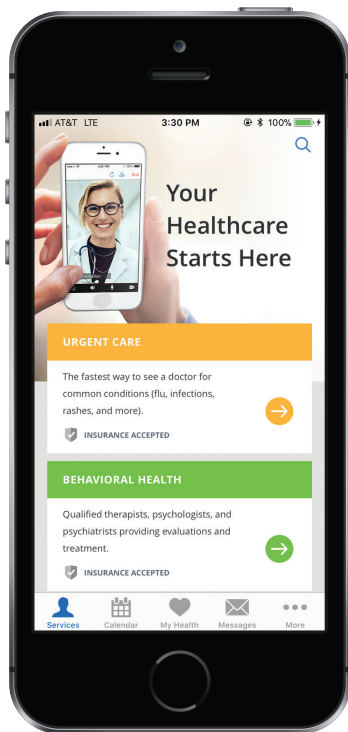 AT&T LTE 3:30 PM 100%
Your
Healthcare
Starts Here
URGENT CARE
The fastest way to see a doctor for
common conditions (flu, infections,
rashes, and more).
INSURANCE ACCEPTED
BEHAVIORAL HEALTH
Qualified therapists, psychologists, and
psychiatrists providing evaluations and
treatment.
INSURANCE ACCEPTED
Services Calendar My Health Messages More